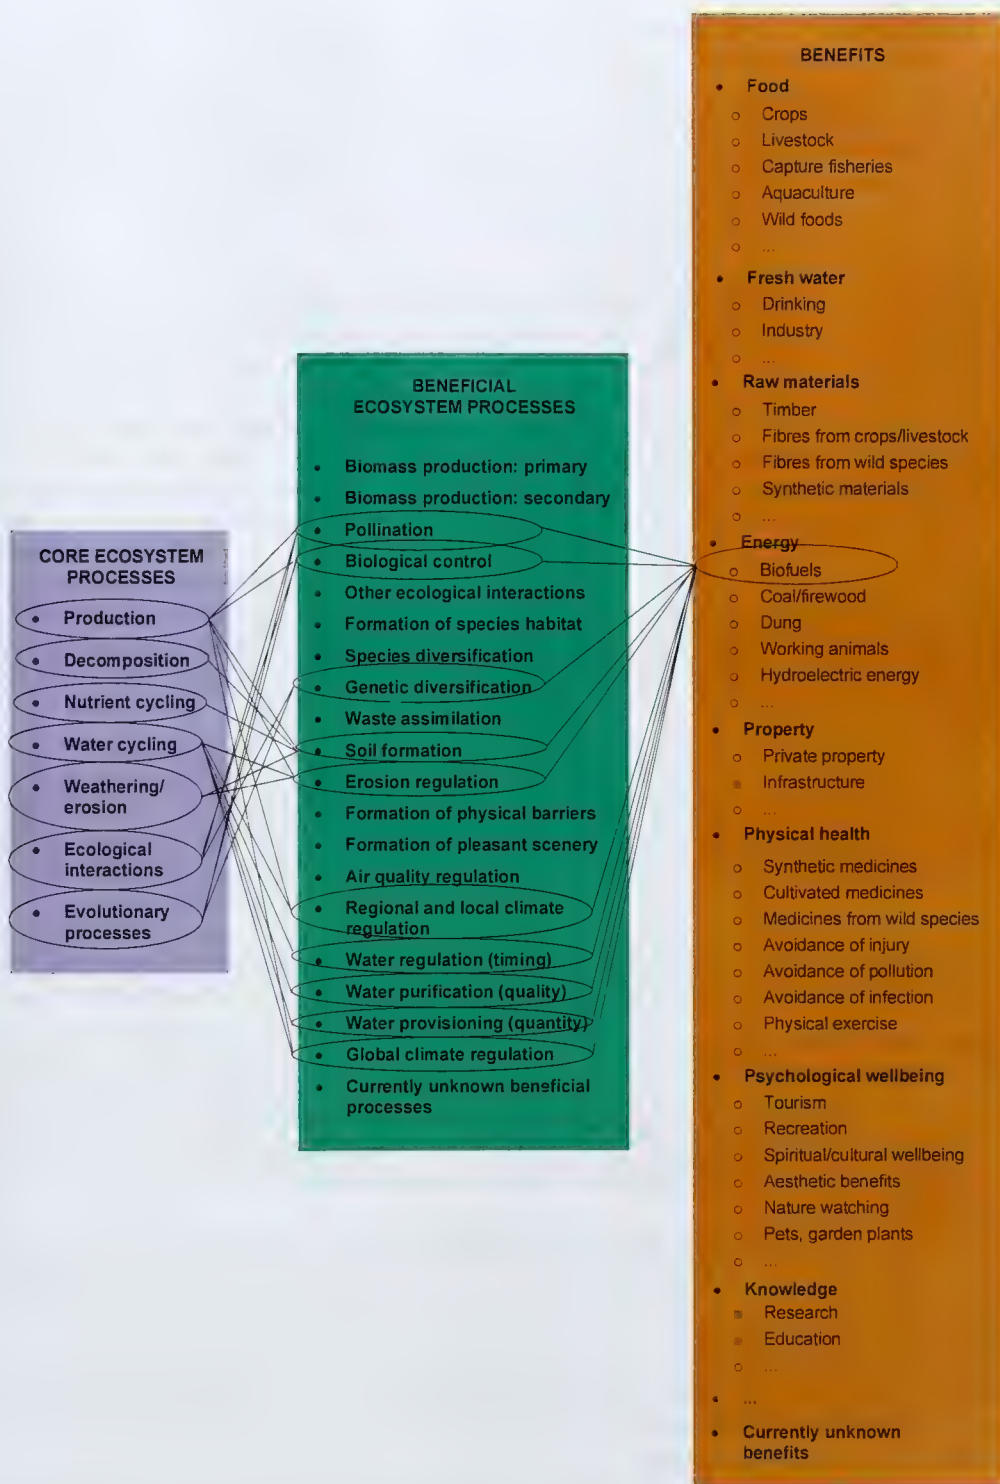 CORE ECOSYSTEM
PROCESSES
• Production
• Decomposition
• Nutrient cycling
• Water cycling
• Weathering/
erosion
• Ecological
interactions
• Evolutionary
processes
BENEFICIAL
ECOSYSTEM PROCESSES
• Biomass production: primary
• Biomass production: secondary
• Pollination
• Biological control
• Other ecological interactions
• Formation of species habitat
• Species diversification
• Genetic diversification
• Waste assimilation
• Soil formation
• Erosion regulation
• Formation of physical barriers
• Formation of pleasant scenery
• Air quality regulation
• Regional and local climate
regulation
• Water regulation (timing)
• Water purification (quality)
• Water provisioning (quantity)
• Global climate regulation
• Currently unknown beneficial
processes
BENEFITS
• Food
o Crops
o Livestock
o Capture fisheries
o Aquaculture
o Wild foods
o ...
• Fresh water
o Drinking
o Industry
o ...
• Raw materials
o Timber
o Fibres from crops/livestock
o Fibres from wild species
o Synthetic materials
o ...
• Energy
o Biofuels
o Coal/firewood
o Dung
o Working animals
o Hydroelectric energy
o ...
• Property
o Private property
▪ Infrastructure
o ...
• Physical health
o Synthetic medicines
o Cultivated medicines
o Medicines from wild species
o Avoidance of injury
o Avoidance of pollution
o Avoidance of infection
o Physical exercise
o ...
• Psychological wellbeing
o Tourism
o Recreation
o Spiritual/cultural wellbeing
o Aesthetic benefits
o Nature watching
o Pets, garden plants
o ...
• Knowledge
▪ Research
▪ Education
o ...
• ...
• Currently unknown
benefits